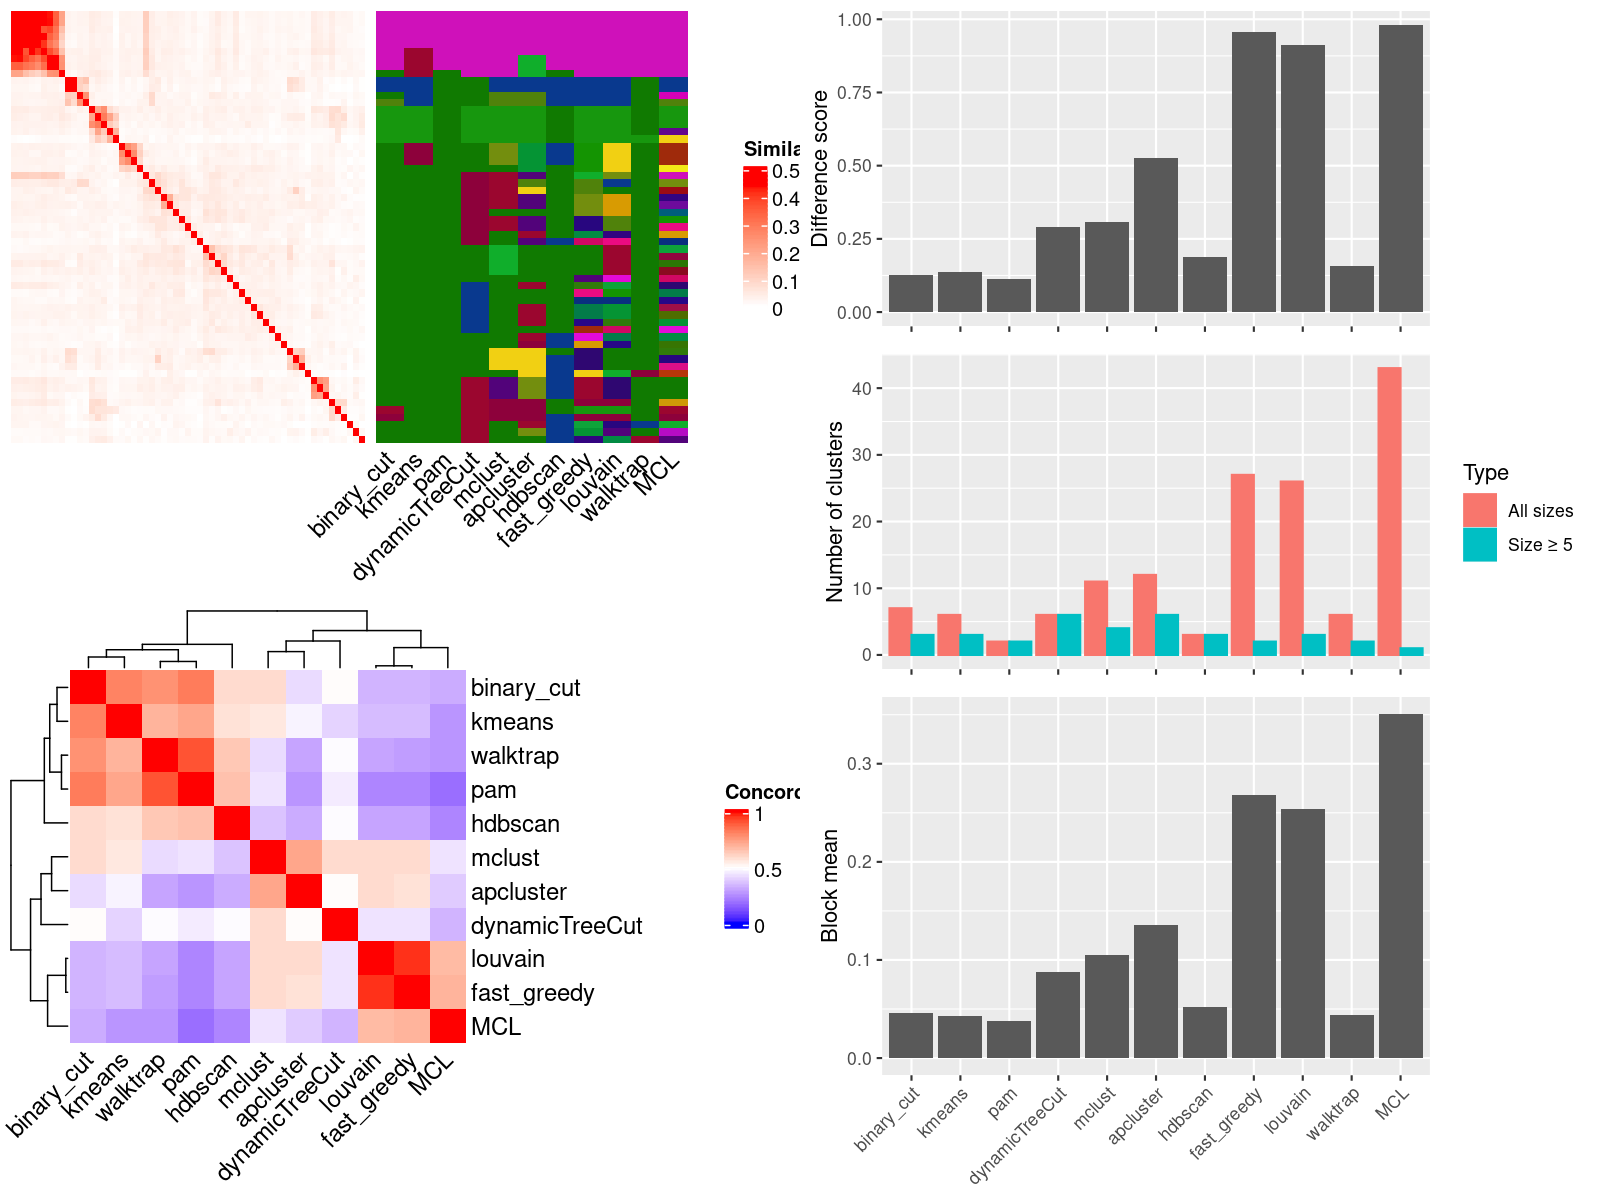 Simila
0.5
0.4
0.3
0.2
0.1
0
binary_cut
kmeans
pam
dynamicTreeCut
mclust
apcluster
hdbscan
fast_greedy
louvain
walktrap
MCL
Difference score
1.00
0.75
0.50
0.25
0.00
Number of clusters
40
30
20
10
0
Type
All sizes
Size ≥ 5
binary_cut
kmeans
walktrap
pam
hdbscan
mclust
apcluster
dynamicTreeCut
louvain
fast_greedy
MCL
binary_cut
kmeans
walktrap
pam
hdbscan
mclust
apcluster
dynamicTreeCut
louvain
fast_greedy
MCL
Concord
1
0.5
0
Block mean
0.3
0.2
0.1
0.0
binary_cut
kmeans
pam
dynamicTreeCut
mclust
apcluster
hdbscan
fast_greedy
louvain
walktrap
MCL